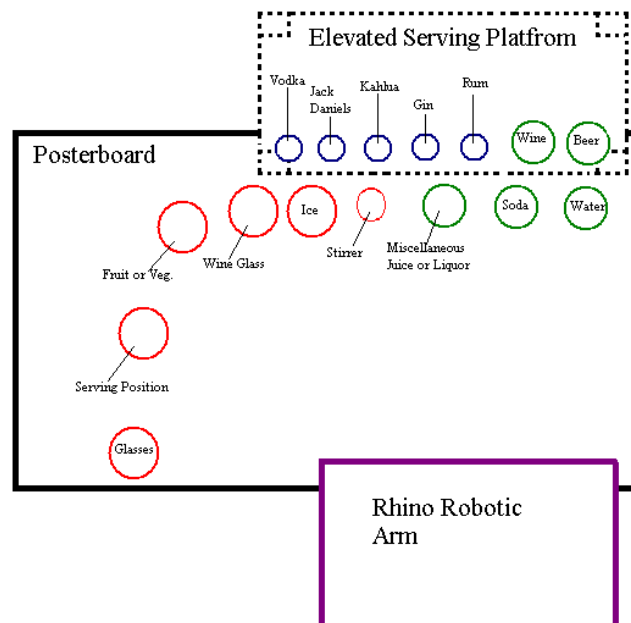 Elevated Serving Platfrom
Vodka
Jack
Daniels
Kahlua
Gin
Rum
Wine
Beer
Posterboard
Fruit or Veg.
Wine Glass
Ice
Stirrer
Miscellaneous
Juice or Liquor
Soda
Water
Serving Position
Glasses
Rhino Robotic
Arm